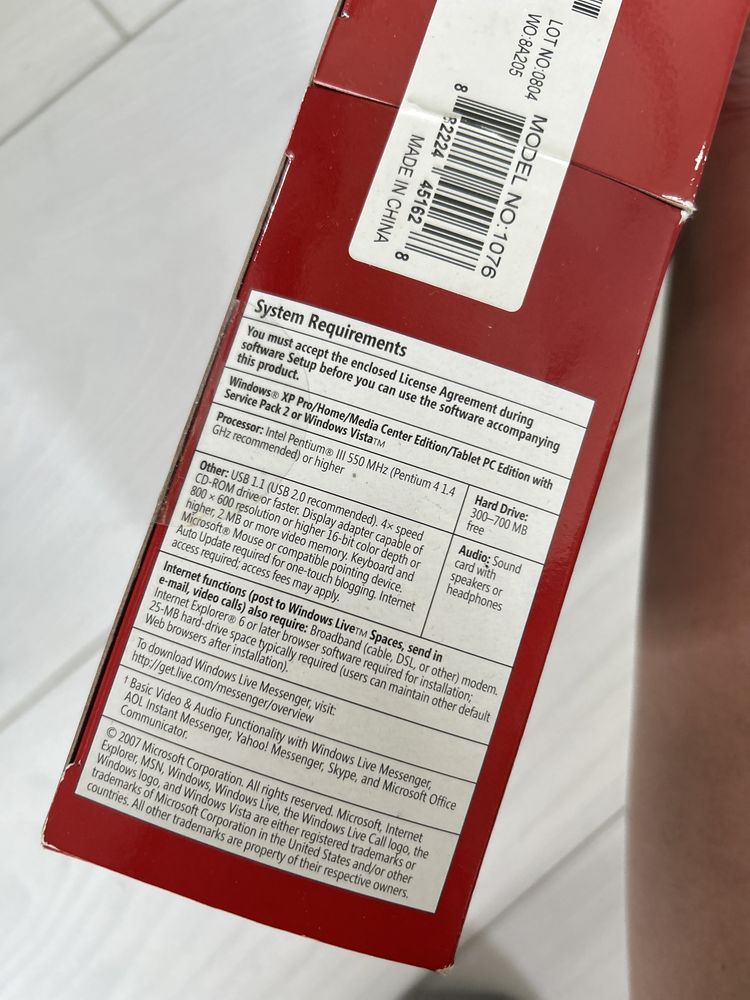 LOT NO:0804
WO:8A205
MODEL NO:1076
8 82224 45162 8
MADE IN CHINA
System Requirements
You must accept the enclosed License Agreement during
software Setup before you can use the software accompanying
this product.
Windows® XP Pro/Home/Media Center Edition/Tablet PC Edition with
Service Pack 2 or Windows Vista™
Processor: Intel Pentium® III 550 MHz (Pentium 4 1.4
GHz recommended) or higher
Hard Drive:
300–700 MB
free
Other: USB 1.1 (USB 2.0 recommended). 4× speed
CD-ROM drive or faster. Display adapter capable of
800 × 600 resolution or higher 16-bit color depth or
higher, 2 MB or more video memory. Keyboard and
Microsoft® Mouse or compatible pointing device.
Auto Update required for one-touch blogging. Internet
access required; access fees may apply.
Audio: Sound
card with
speakers or
headphones
Internet functions (post to Windows Live™ Spaces, send in
e-mail, video calls) also require: Broadband (cable, DSL, or other) modem.
Internet Explorer® 6 or later browser software required for installation;
25-MB hard-drive space typically required (users can maintain other default
Web browsers after installation).
To download Windows Live Messenger, visit:
http://get.live.com/messenger/overview
† Basic Video & Audio Functionality with Windows Live Messenger,
AOL Instant Messenger, Yahoo! Messenger, Skype, and Microsoft Office
Communicator.
© 2007 Microsoft Corporation. All rights reserved. Microsoft, Internet
Explorer, MSN, Windows, Windows Live, the Windows Live Call logo, the
Windows logo, and Windows Vista are either registered trademarks or
trademarks of Microsoft Corporation in the United States and/or other
countries. All other trademarks are property of their respective owners.